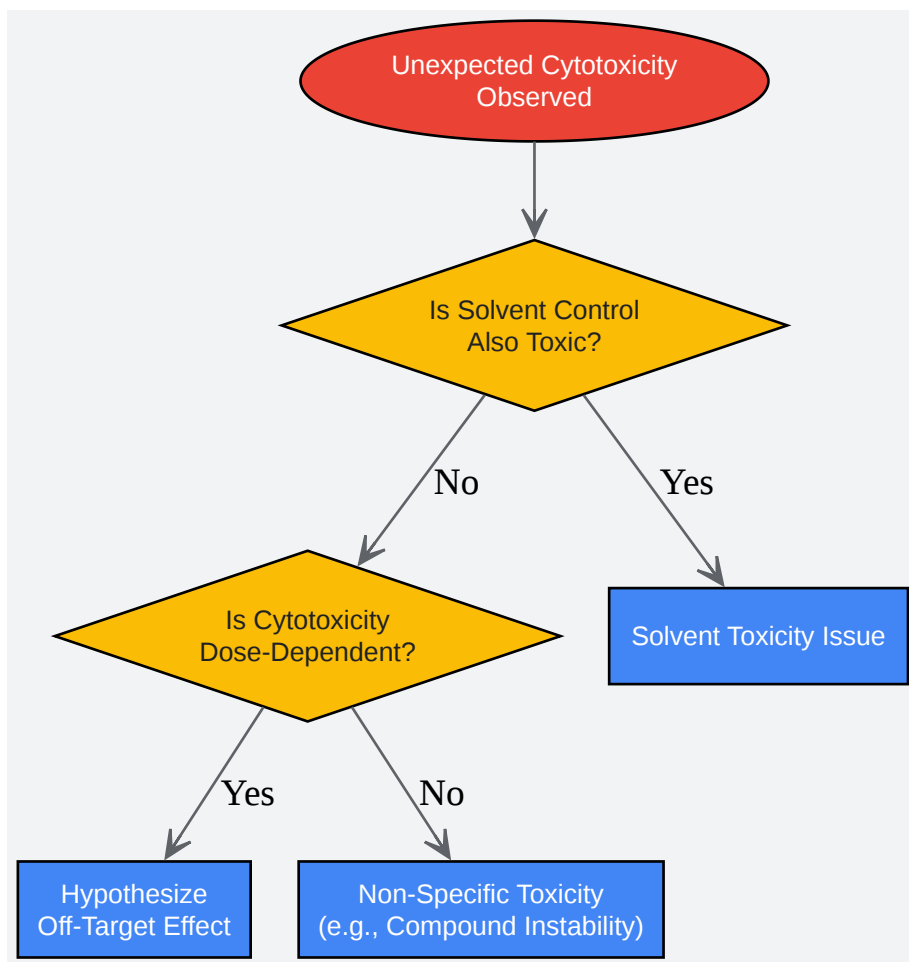 Unexpected Cytotoxicity
Observed
Is Solvent Control
Also Toxic?
No
Yes
Is Cytotoxicity
Dose-Dependent?
Solvent Toxicity Issue
Yes
No
Hypothesize
Off-Target Effect
Non-Specific Toxicity
(e.g., Compound Instability)